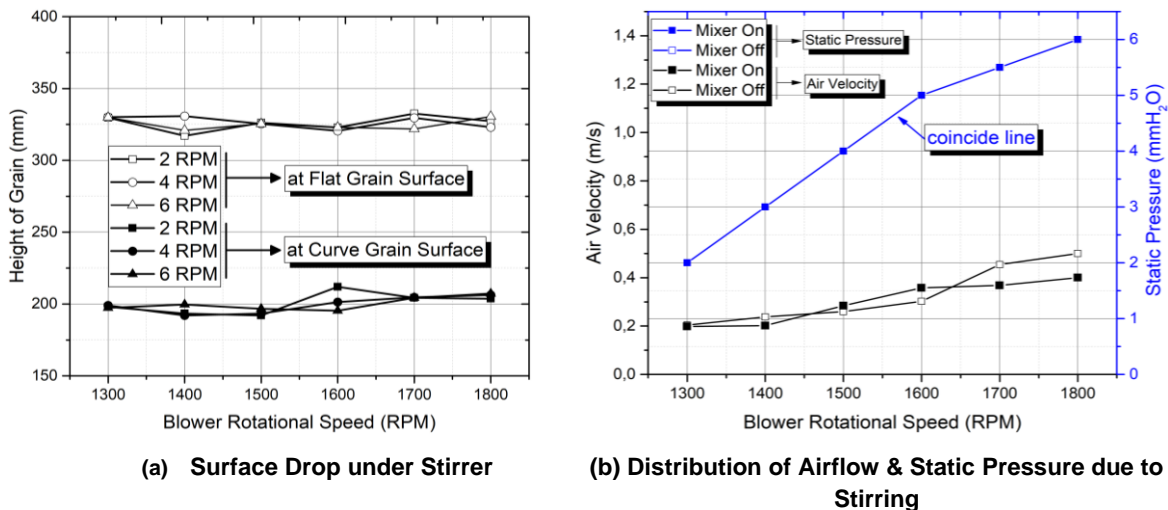 400
350
300
250
200
150
Height of Grain (mm)
2 RPM
4 RPM
6 RPM
at Flat Grain Surface
2 RPM
4 RPM
6 RPM
at Curve Grain Surface
1300 1400 1500 1600 1700 1800
Blower Rotational Speed (RPM)
(a) Surface Drop under Stirrer
1,4
1,2
1,0
0,8
0,6
0,4
0,2
0,0
Air Velocity (m/s)
Mixer On
Mixer Off
Static Pressure
Mixer On
Mixer Off
Air Velocity
coincide line
6
5
4
3
2
1
0
Static Pressure (mmH₂O)
1300 1400 1500 1600 1700 1800
Blower Rotational Speed (RPM)
(b) Distribution of Airflow & Static Pressure due to
Stirring